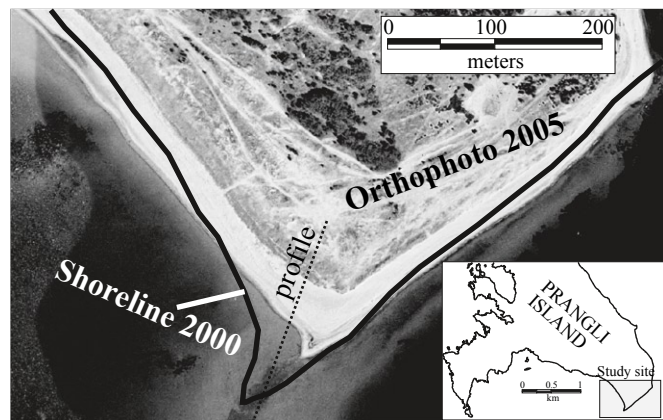 0 100 200
meters
Orthophoto 2005
profile
Shoreline 2000
PRANGLI
ISLAND
Study site
0 0.5 1
km